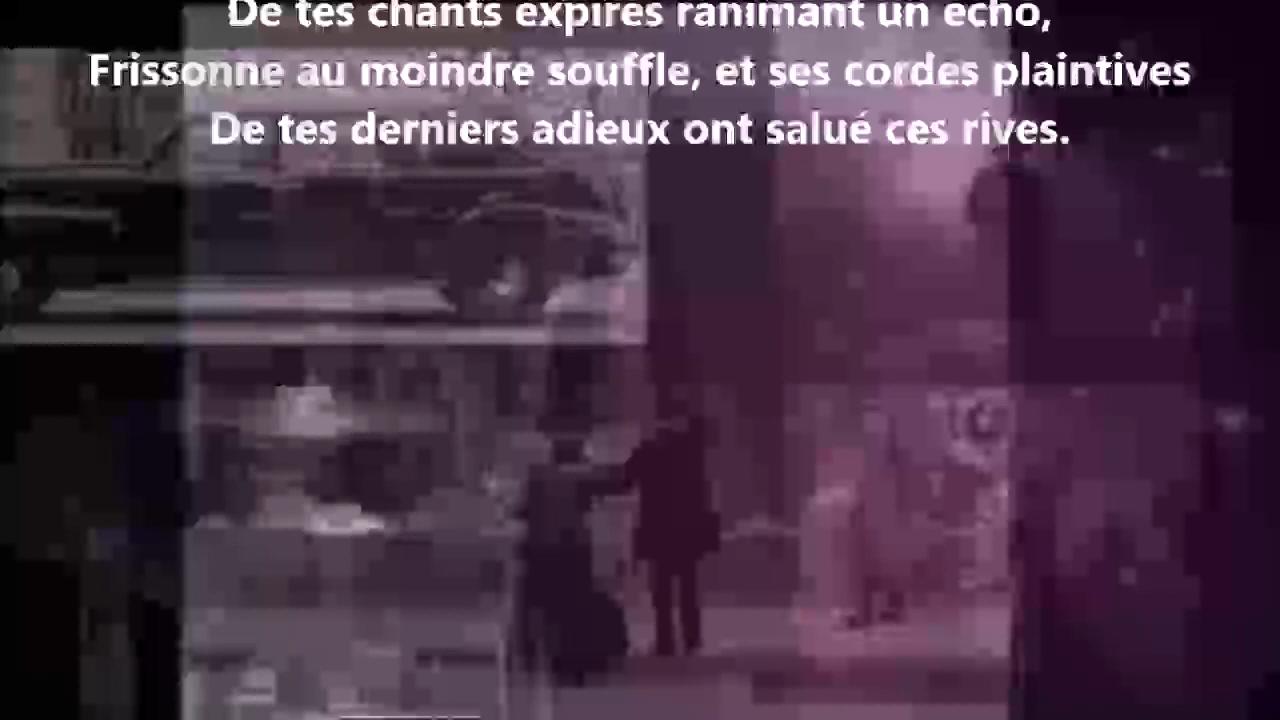 De tes chants expirés ranimant un écho,
Frissonne au moindre souffle, et ses cordes plaintives
De tes derniers adieux ont salué ces rives.